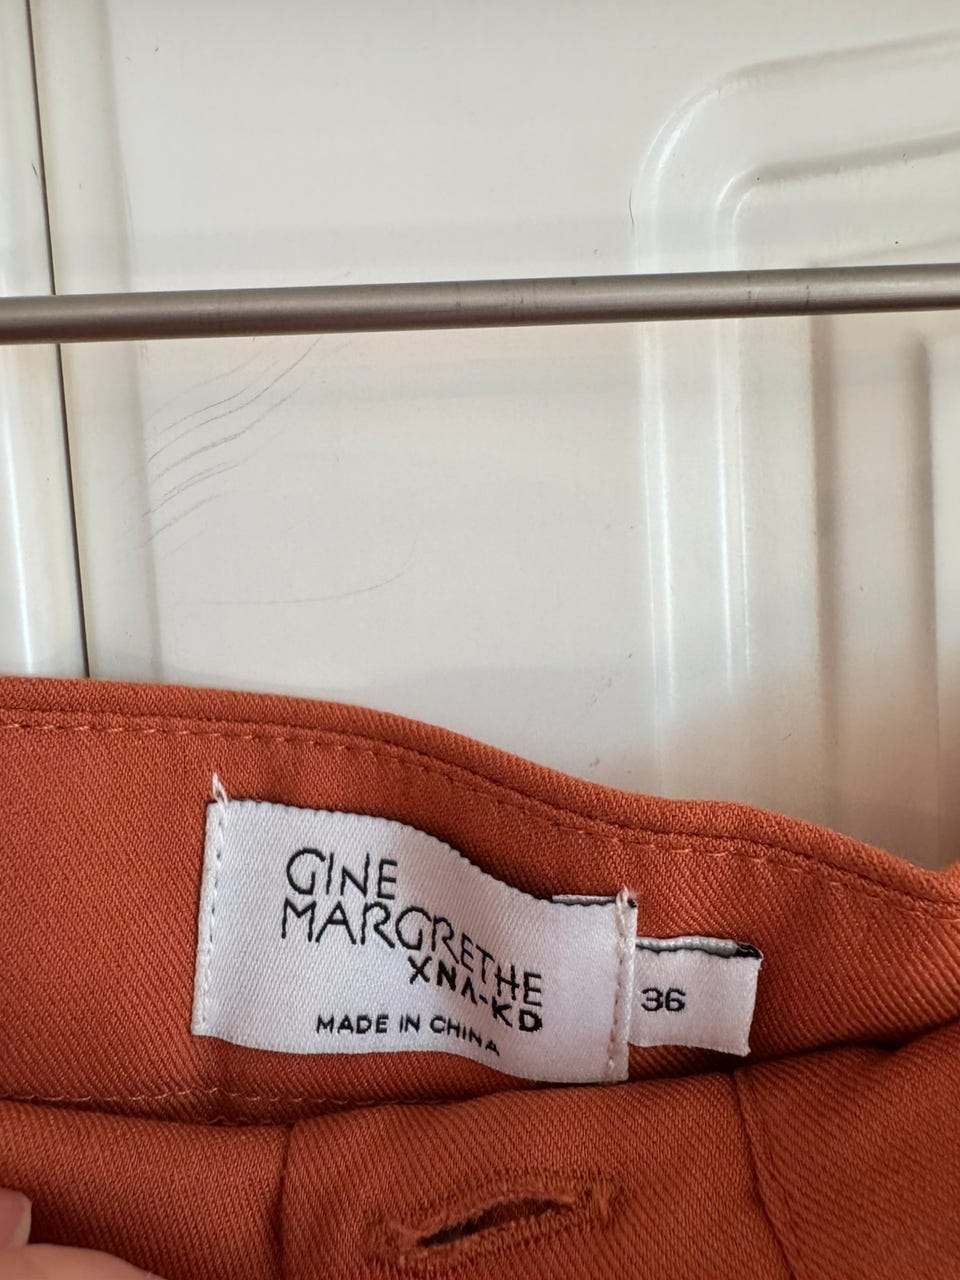 GINE
MARGRETHE
XNA-KD
MADE IN CHINA
36